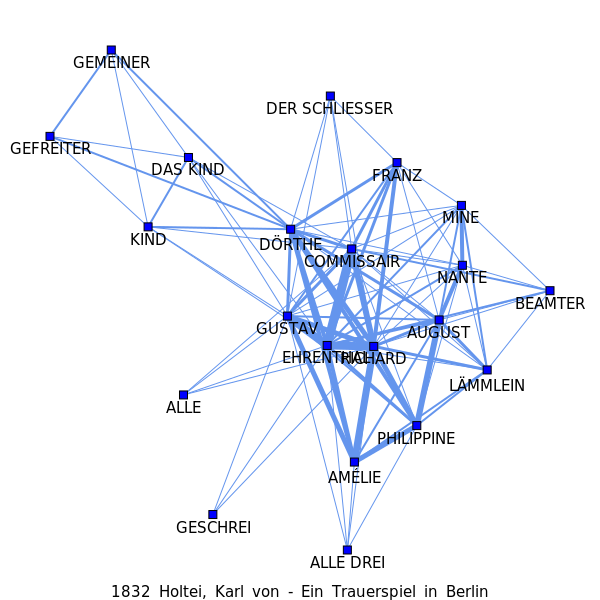 GEMEINER
DER SCHLIESSER
GEFREITER
DAS KIND
FRANZ
MINE
KIND
DÖRTHE
COMMISSAIR
NANTE
BEAMTER
GUSTAV
AUGUST
EHRENTHAL
RICHARD
LÄMMLEIN
ALLE
PHILIPPINE
AMÉLIE
GESCHREI
ALLE DREI
1832 Holtei, Karl von - Ein Trauerspiel in Berlin